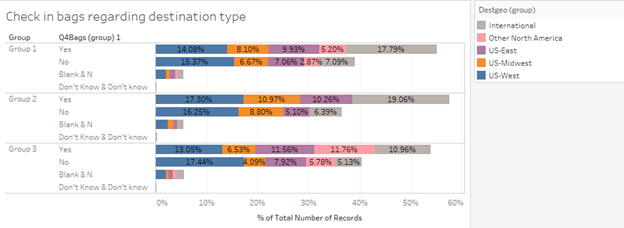 Check in bags regarding destination type
Group Q4Bags (group) 1
Group 1 Yes 14.08% 8.10% 9.93% 5.20% 17.79%
No 15.37% 6.67% 7.06% 2.87% 7.09%
Blank & N
Don't Know & Don't know
Group 2 Yes 17.30% 10.97% 10.26% 19.06%
No 16.25% 8.80% 5.10% 6.39%
Blank & N
Don't Know & Don't know
Group 3 Yes 13.05% 6.53% 11.56% 11.76% 10.96%
No 17.44% 4.09% 7.92% 5.78% 5.13%
Blank & N
Don't Know & Don't know
0% 10% 20% 30% 40% 50% 60%
% of Total Number of Records
Destgeo (group)
International
Other North America
US-East
US-Midwest
US-West